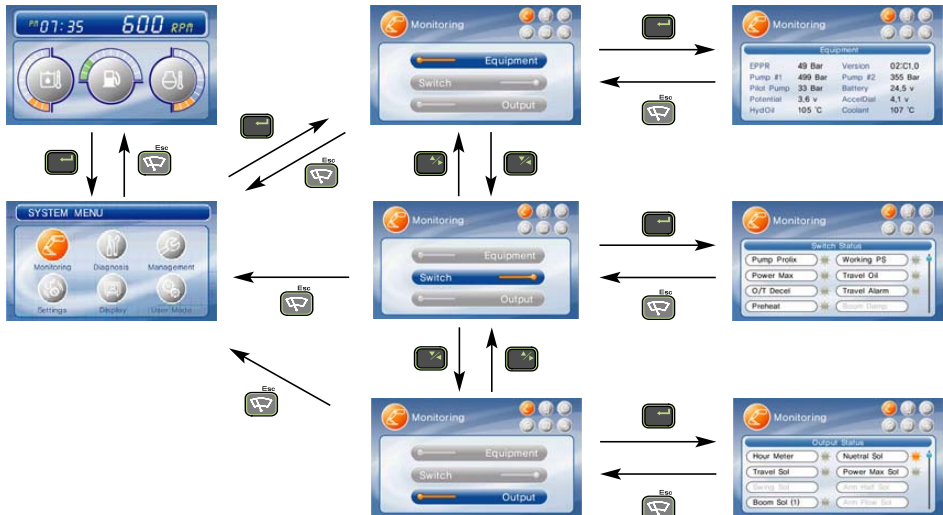 PM 07:35 600 RPM
Esc
SYSTEM MENU
Monitoring Diagnosis Management
Settings Display User Mode
Esc
Esc
Esc
Monitoring
Equipment
Switch
Output
Esc
Monitoring
Equipment
EPPR 49 Bar Version 02:C1,0
Pump #1 499 Bar Pump #2 355 Bar
Pilot Pump 33 Bar Battery 24,5 v
Potential 3,6 v AccelDial 4,1 v
HydOil 105 °C Coolant 107 °C
Monitoring
Equipment
Switch
Output
Esc
Monitoring
Switch Status
Pump Prolix Working PS
Power Max Travel Oil
O/T Decel Travel Alarm
Preheat Boom Damp
Monitoring
Equipment
Switch
Output
Esc
Monitoring
Output Status
Hour Meter Nuetral Sol
Travel Sol Power Max Sol
Swing Sol Arm Half Sol
Boom Sol (1) Arm Flow Sol